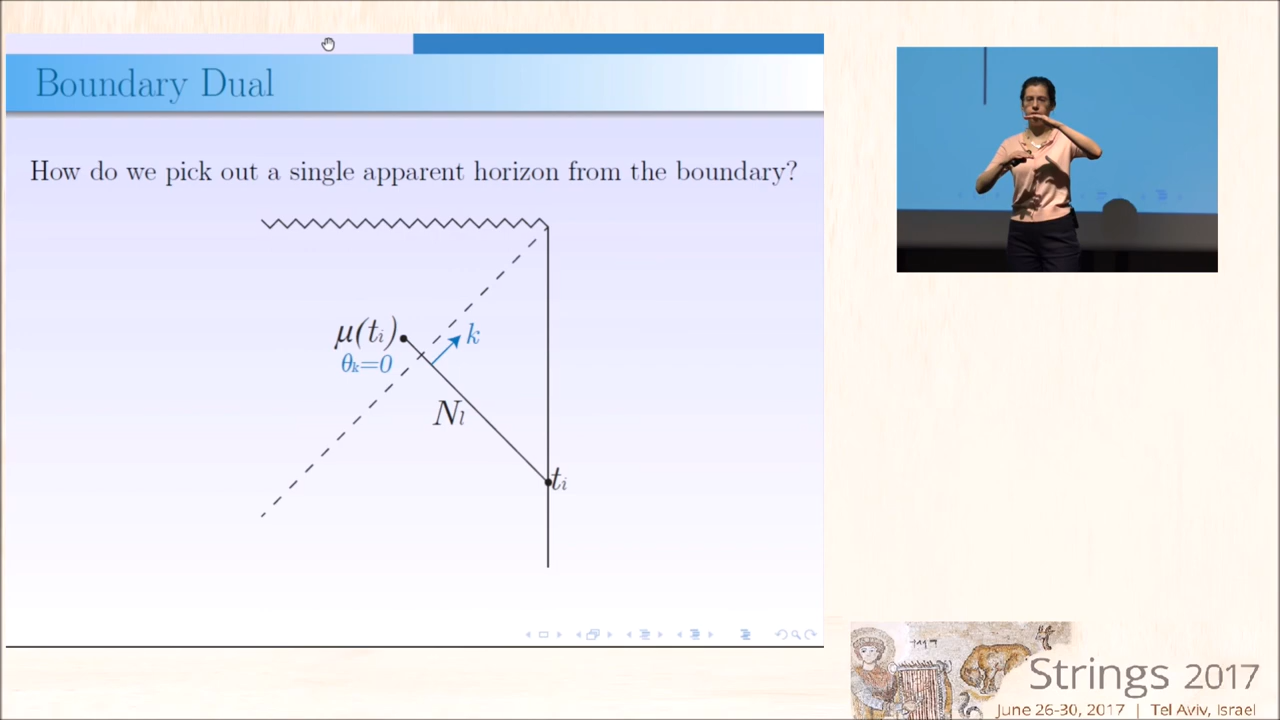 Boundary Dual
How do we pick out a single apparent horizon from the boundary?
μ(tᵢ)
k
θₖ=0
Nₗ
tᵢ
Strings 2017
June 26-30, 2017 | Tel Aviv, Israel